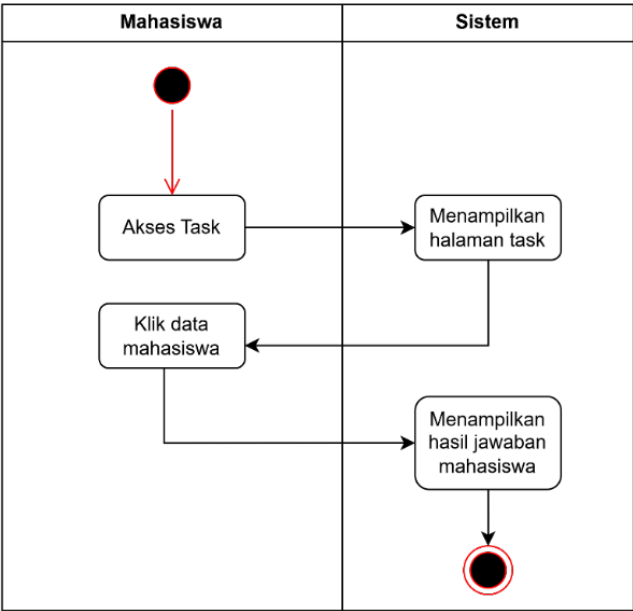 Mahasiswa
Sistem
Akses Task
Menampilkan
halaman task
Klik data
mahasiswa
Menampilkan
hasil jawaban
mahasiswa